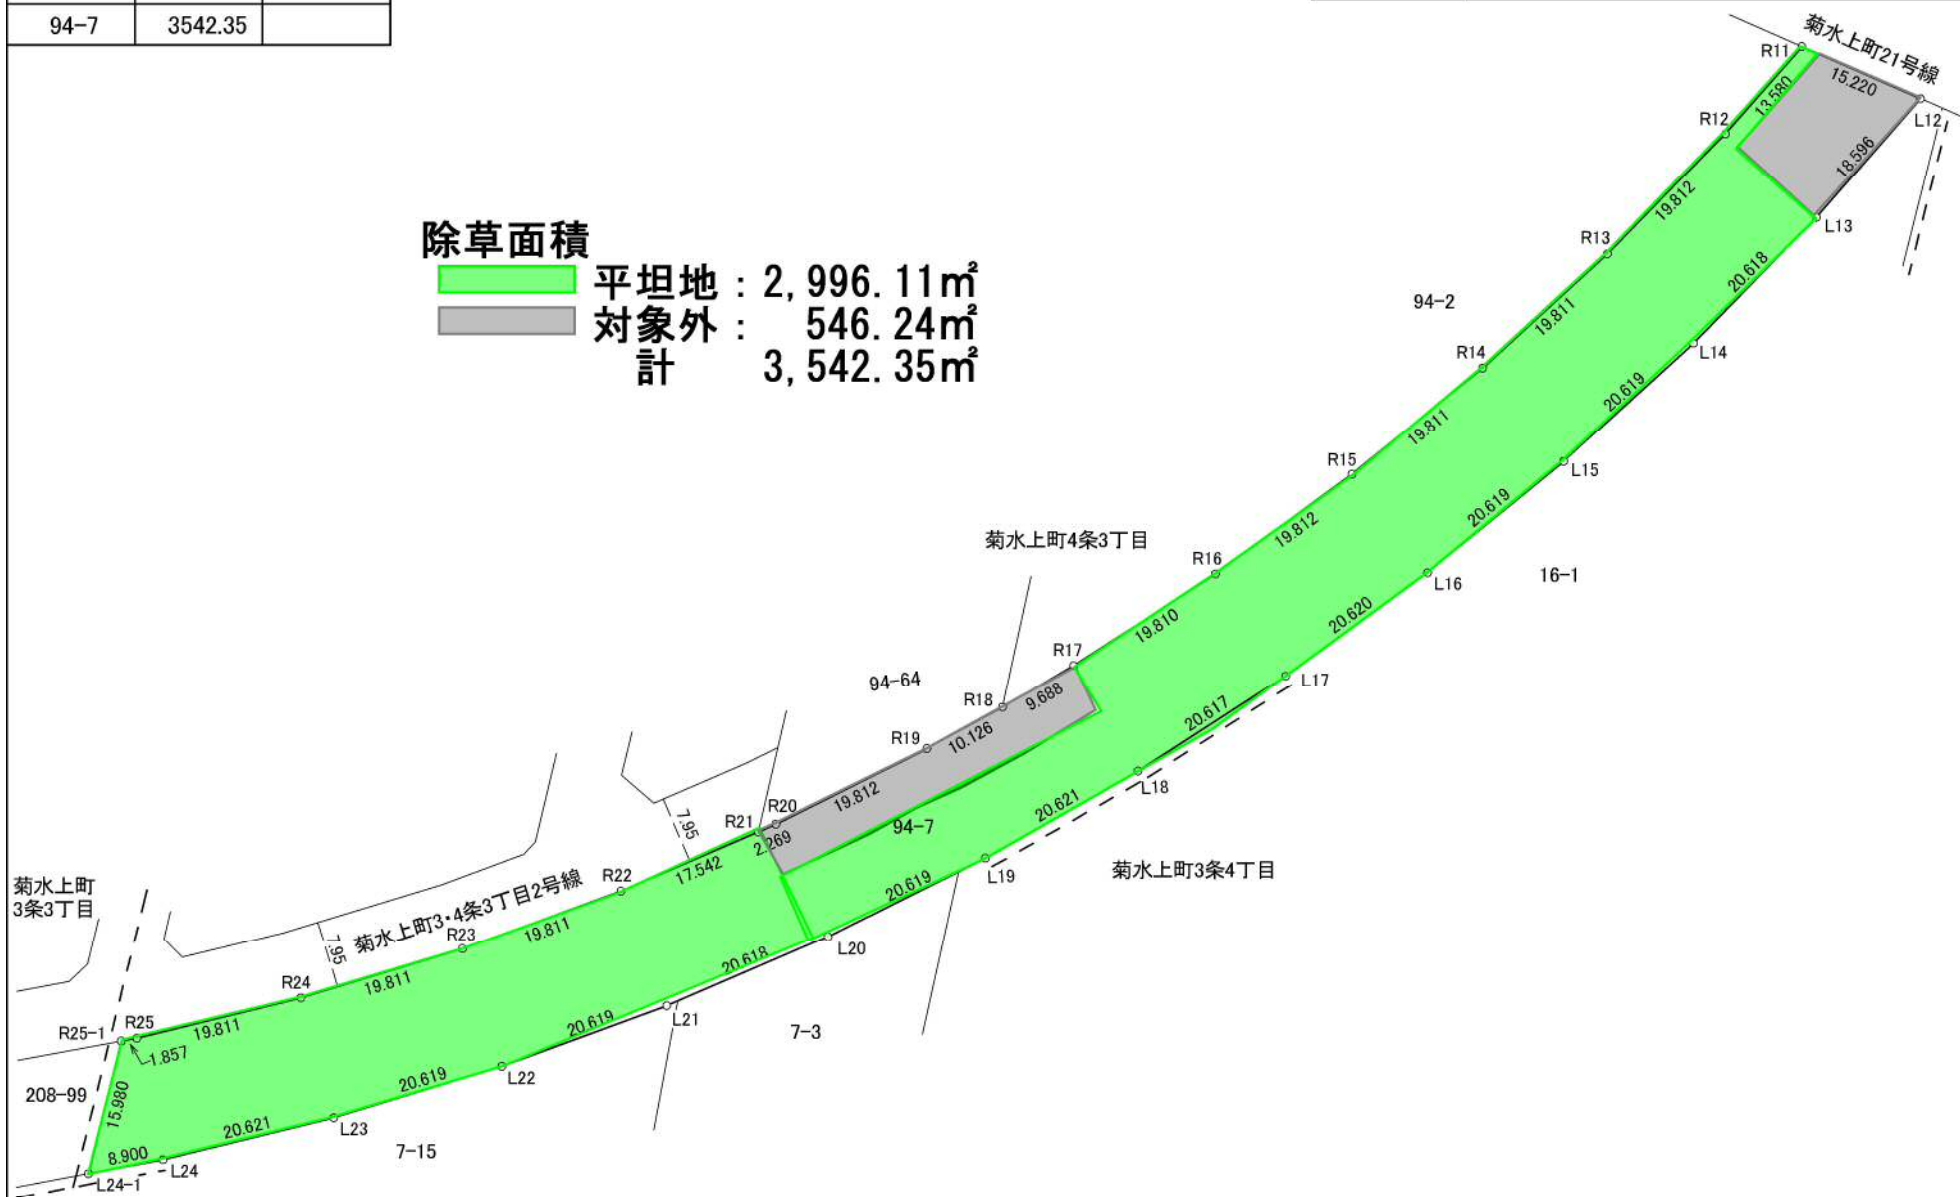 94-7 3542.35
菊水上町21号線
R11
15.220
13.580
L12
R12
18.596
19.812
L13
R13
除草面積
平坦地：2,996.11㎡
対象外： 546.24㎡
計 3,542.35㎡
20.618
94-2
19.811
L14
R14
20.619
19.811
R15
L15
20.619
19.812
菊水上町4条3丁目
R16
16-1
L16
20.620
19.810
R17
94-64
L17
R18
9.688
20.617
R19
10.126
L18
19.812
20.621
R20
7.95
R21
94-7
2.269
L19
菊水上町3条4丁目
17.542
R22
20.619
菊水上町
3条3丁目
菊水上町3・4条3丁目2号線
19.811
R23
L20
20.618
7.95
R24
19.811
L21
20.619
7-3
R25-1
R25
19.811
1.857
L22
20.619
208-99
15.980
L23
20.621
7-15
8.900
L24
L24-1